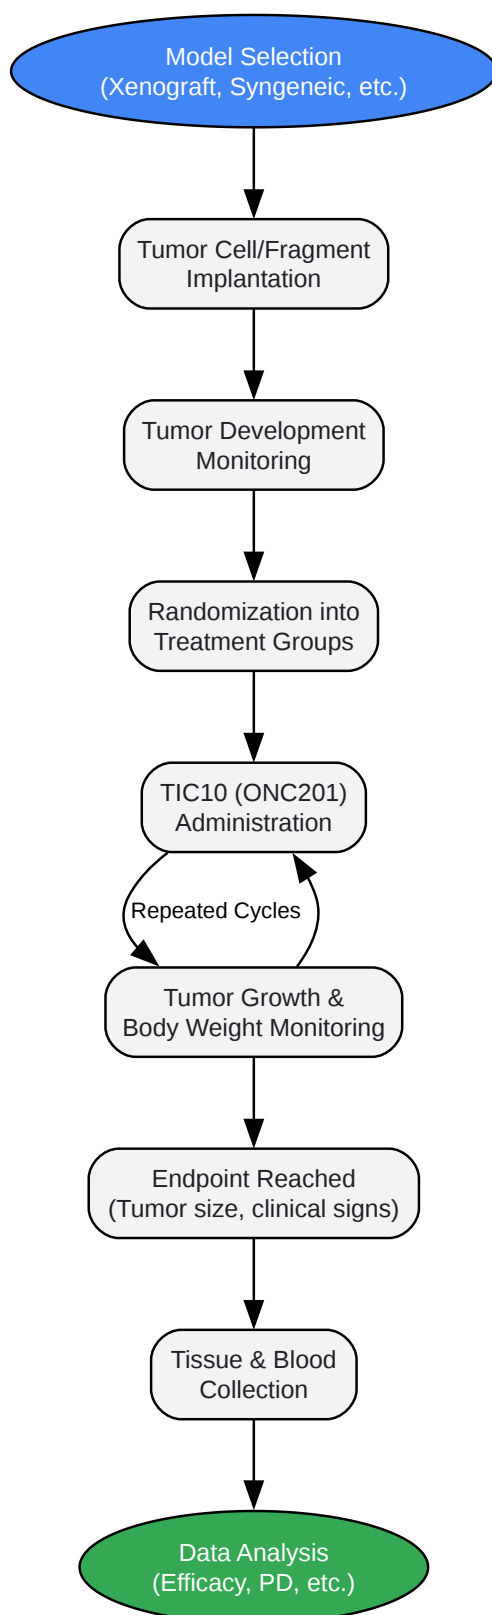 Model Selection
(Xenograft, Syngeneic, etc.)
Tumor Cell/Fragment
Implantation
Tumor Development
Monitoring
Randomization into
Treatment Groups
TIC10 (ONC201)
Administration
Repeated Cycles
Tumor Growth &
Body Weight Monitoring
Endpoint Reached
(Tumor size, clinical signs)
Tissue & Blood
Collection
Data Analysis
(Efficacy, PD, etc.)